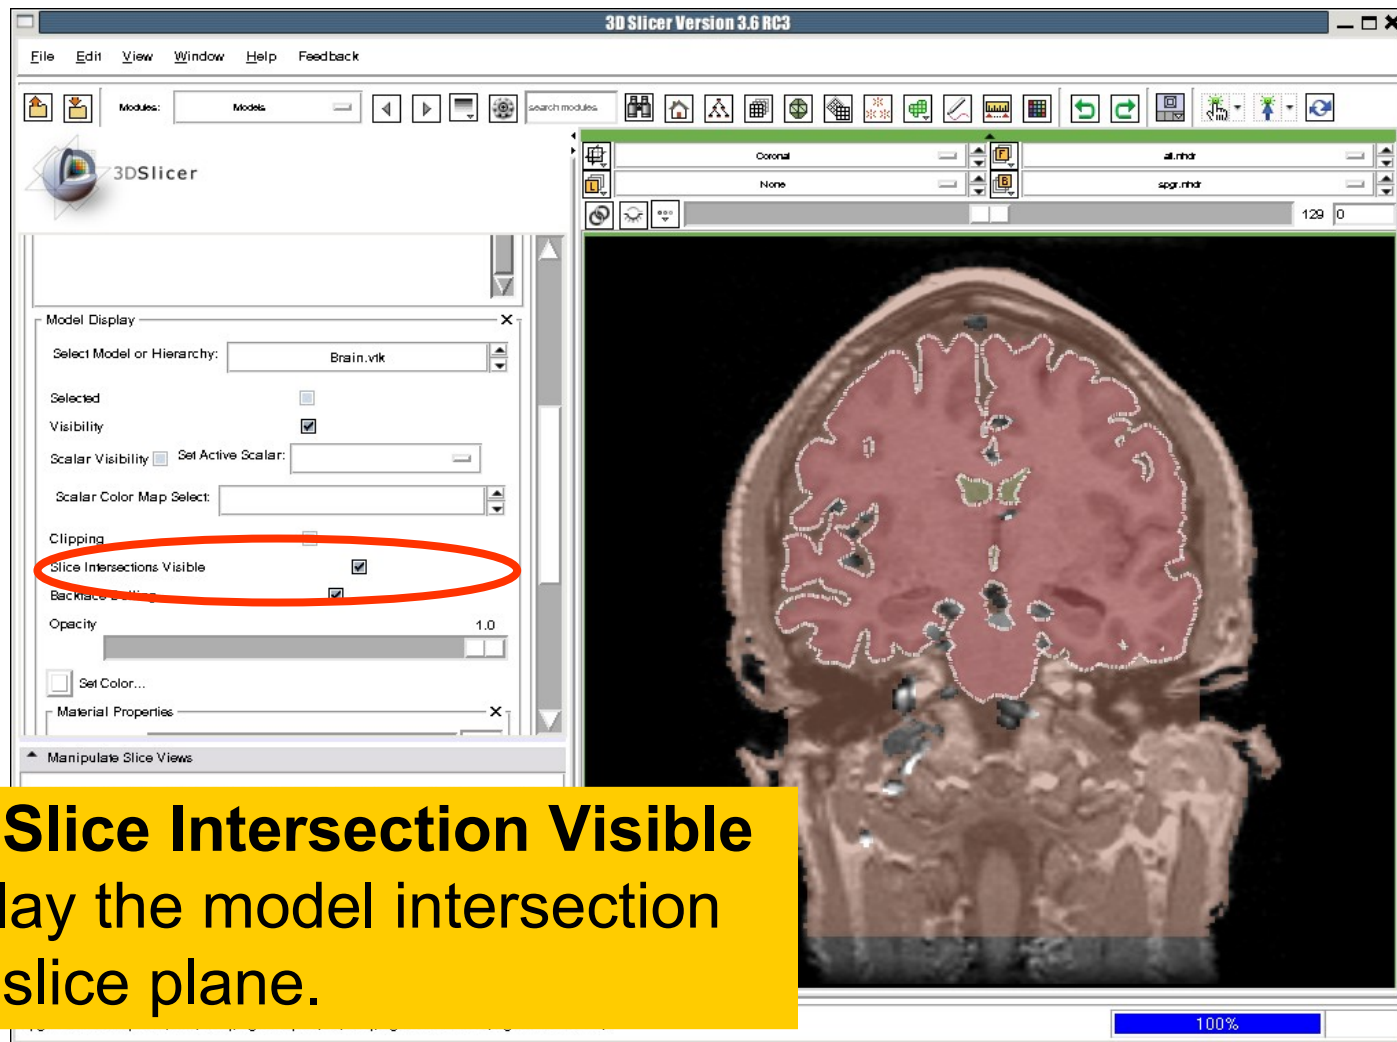 3D Slicer Version 3.6 RC3
File Edit View Window Help Feedback
Modules: Models search modules
3DSlicer
Coronal all.nhdr
None spgr.nhdr
L F B
129 0
Model Display
Select Model or Hierarchy: Brain.vtk
Selected
Visibility
Scalar Visibility Set Active Scalar:
Scalar Color Map Select:
Clipping
Slice Intersections Visible
Backface Culling
Opacity 1.0
Set Color...
Material Properties
Manipulate Slice Views
Slice Intersection Visible
lay the model intersection
slice plane.
100%